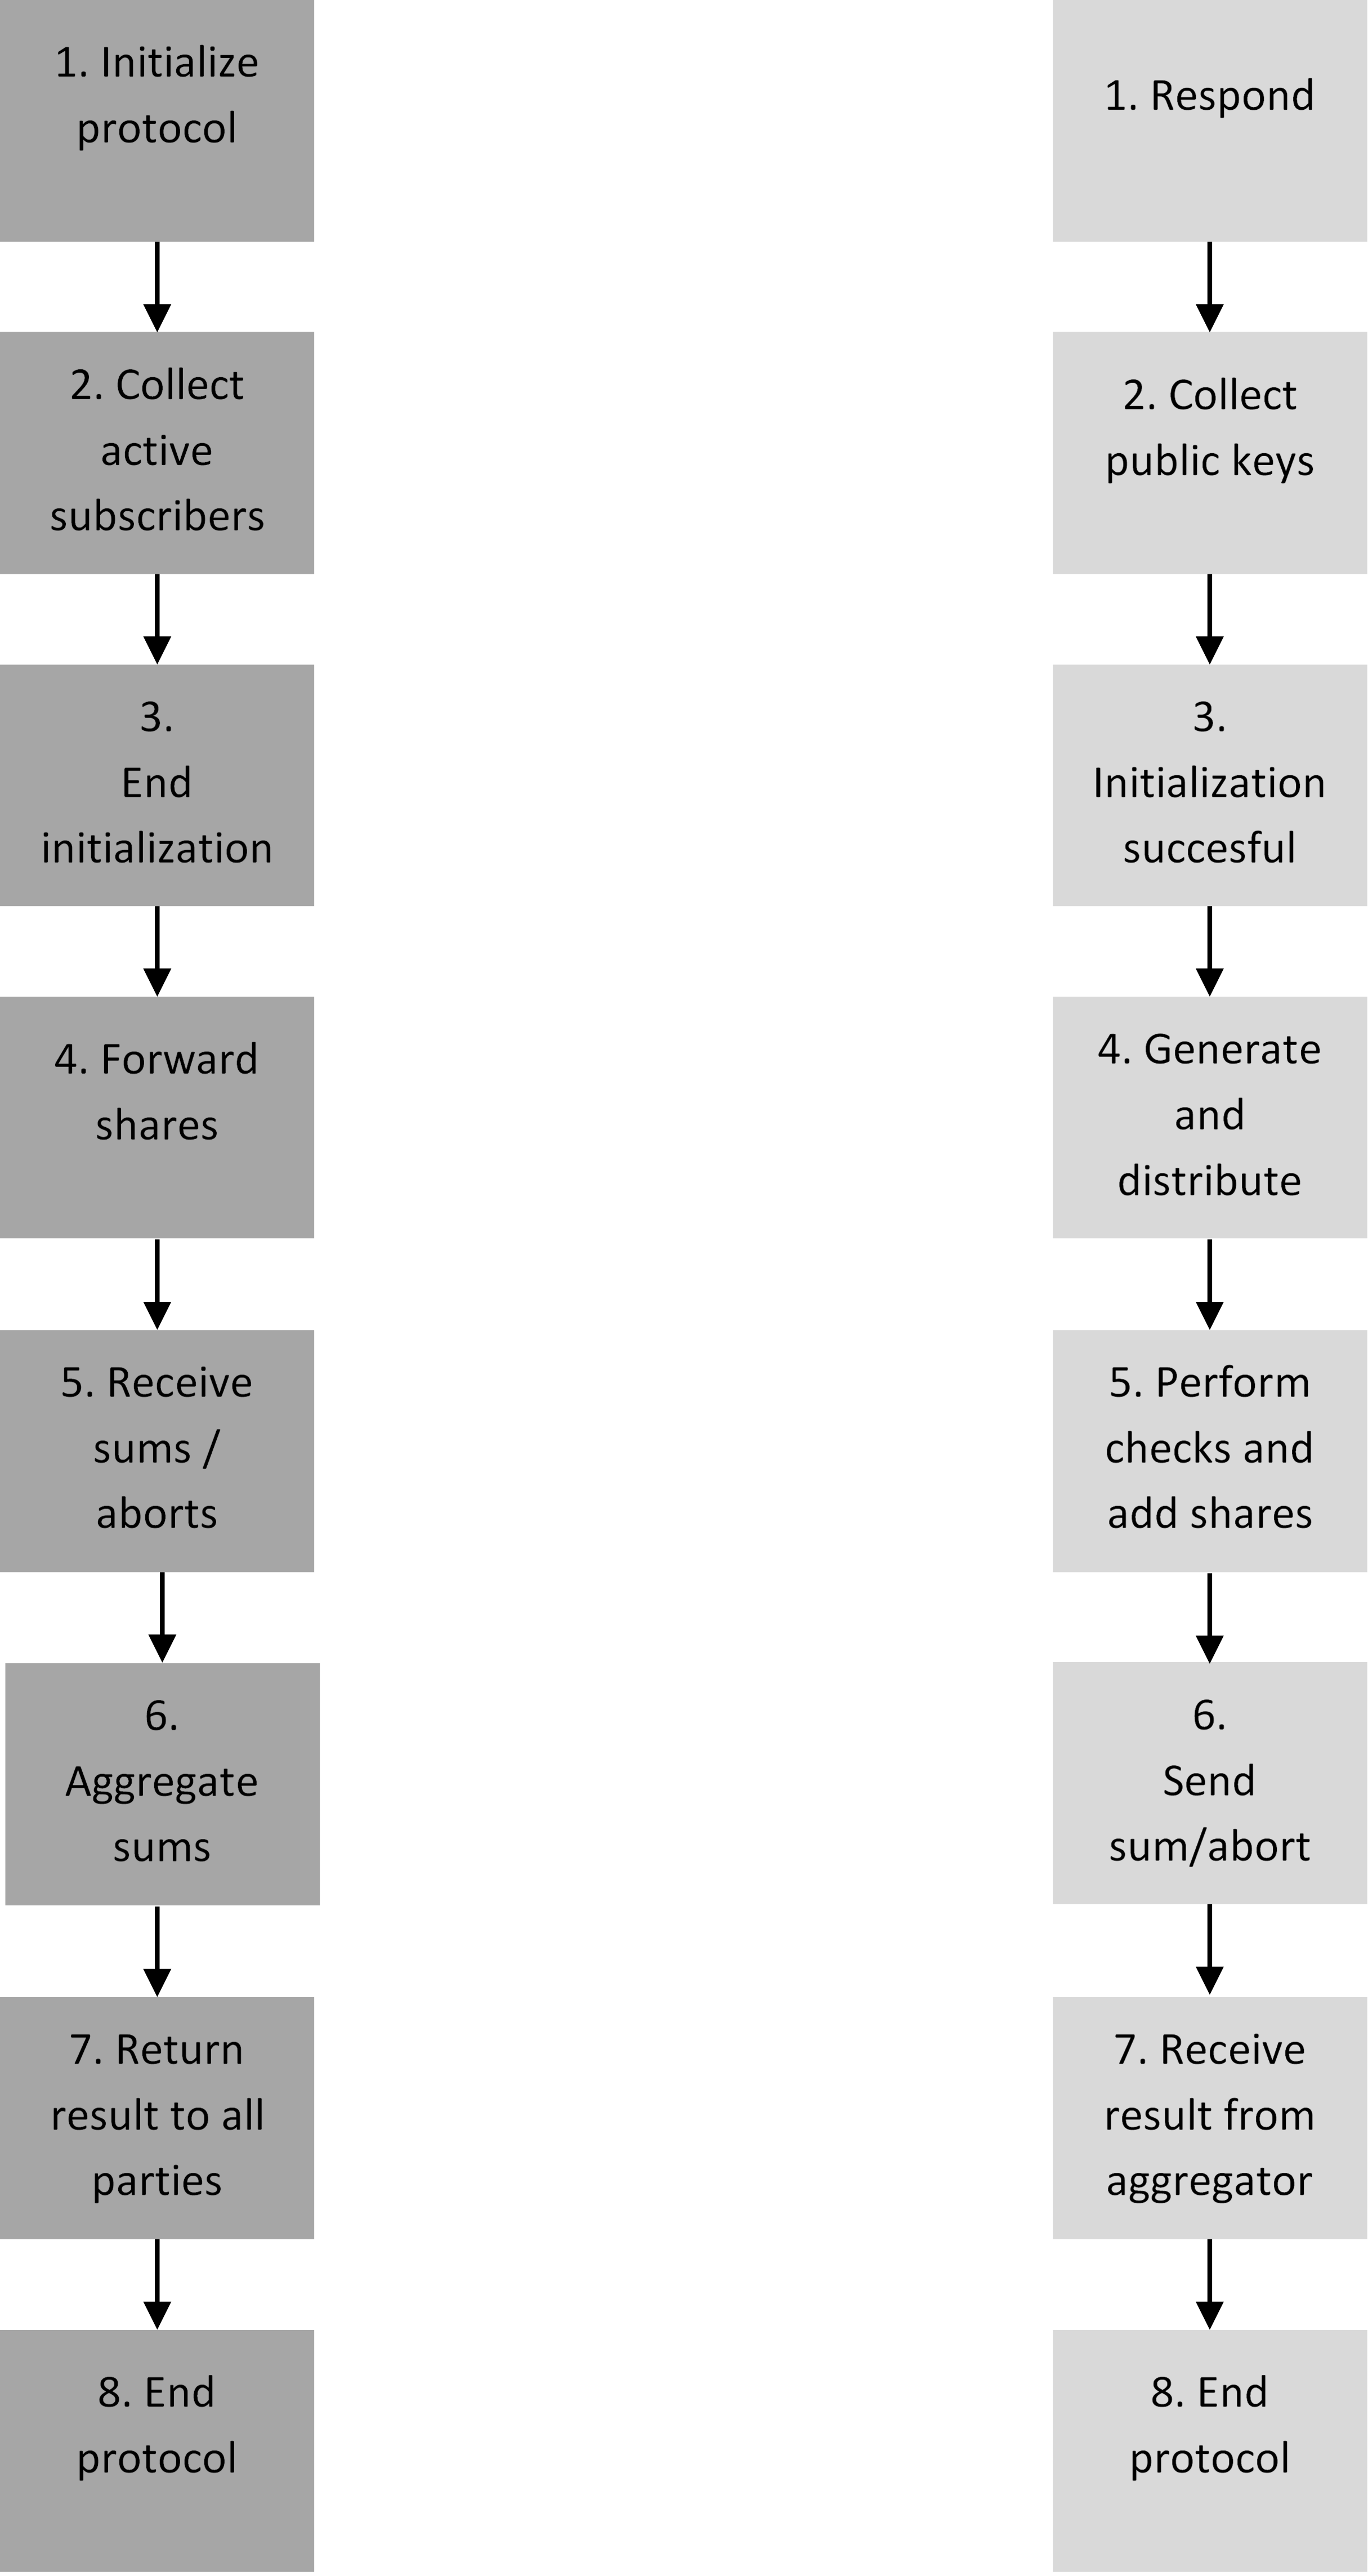 1. Initialize
protocol
2. Collect
active
subscribers
3.
End
initialization
4. Forward
shares
5. Receive
sums /
aborts
6.
Aggregate
sums
7. Return
result to all
parties
8. End
protocol
1. Respond
2. Collect
public keys
3.
Initialization
succesful
4. Generate
and
distribute
5. Perform
checks and
add shares
6.
Send
sum/abort
7. Receive
result from
aggregator
8. End
protocol